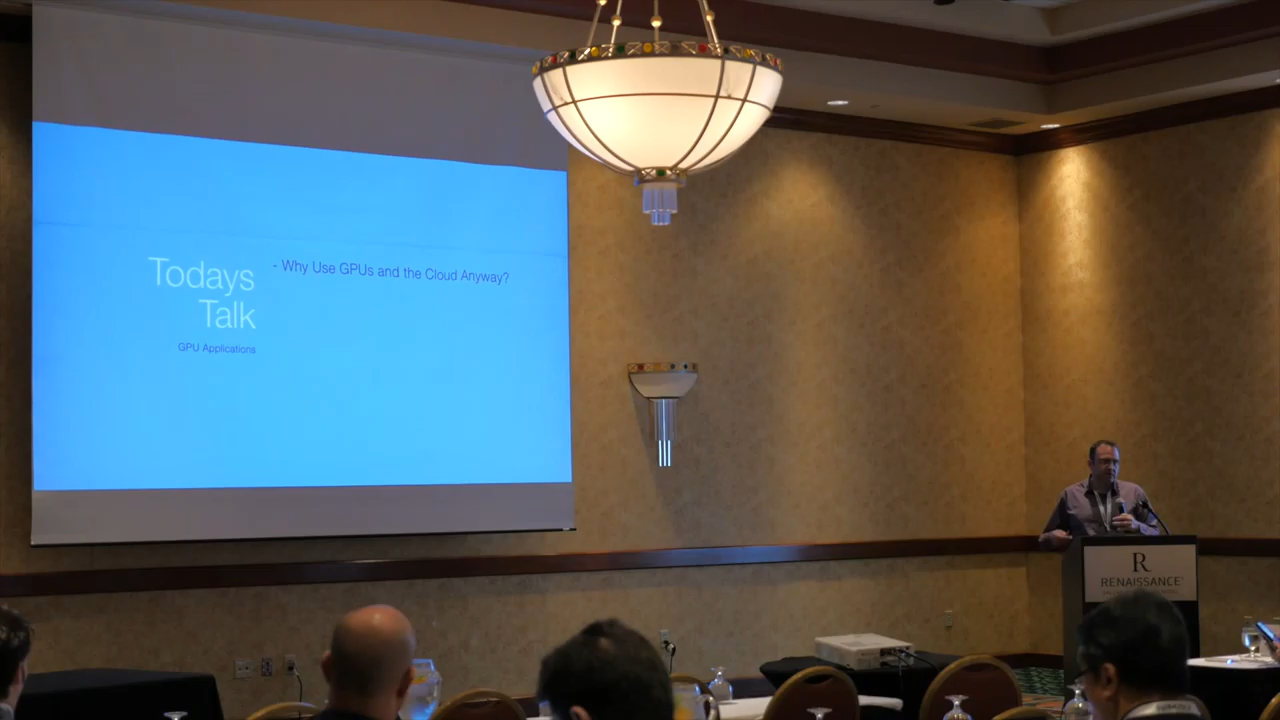 Todays
Talk
GPU Applications
- Why Use GPUs and the Cloud Anyway?
R
RENAISSANCE